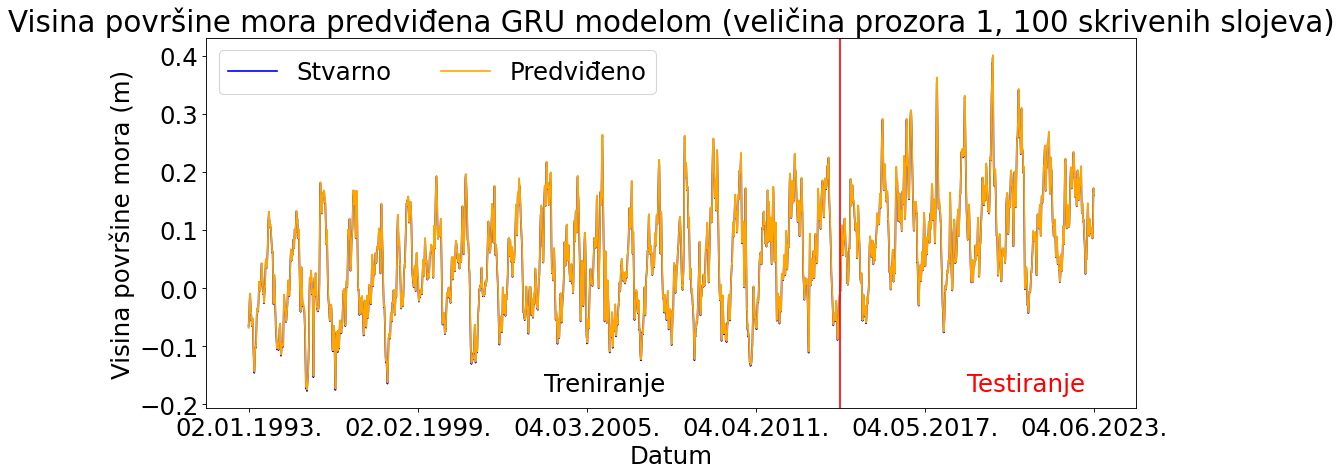 Visina površine mora predviđena GRU modelom (veličina prozora 1, 100 skrivenih slojeva)
Stvarno Predviđeno
Visina površine mora (m)
0.4
0.3
0.2
0.1
0.0
−0.1
−0.2
Treniranje Testiranje
02.01.1993. 02.02.1999. 04.03.2005. 04.04.2011. 04.05.2017. 04.06.2023.
Datum